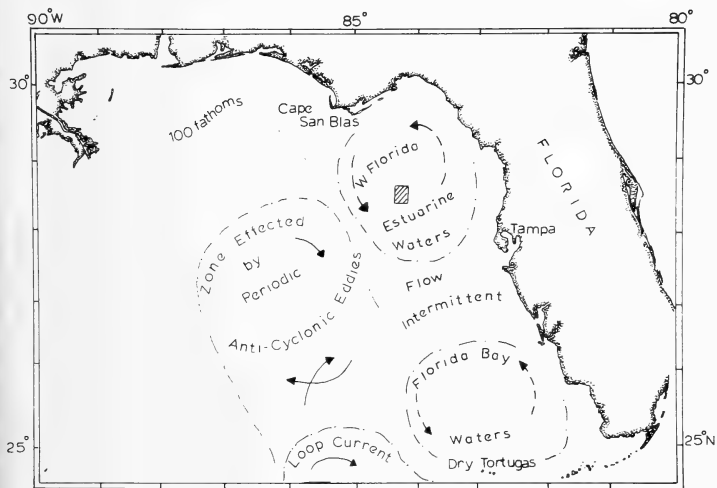 90°W
85°
80°
30°
30°
100 fathoms
Cape
San Blas
FLORIDA
W Florida
Estuarine
Waters
Tampa
Zone Effected
by
Periodic
Anti-Cyclonic Eddies
Flow
Intermittent
Florida Bay
Waters
Loop Current
Dry Tortugas
25°
25°N